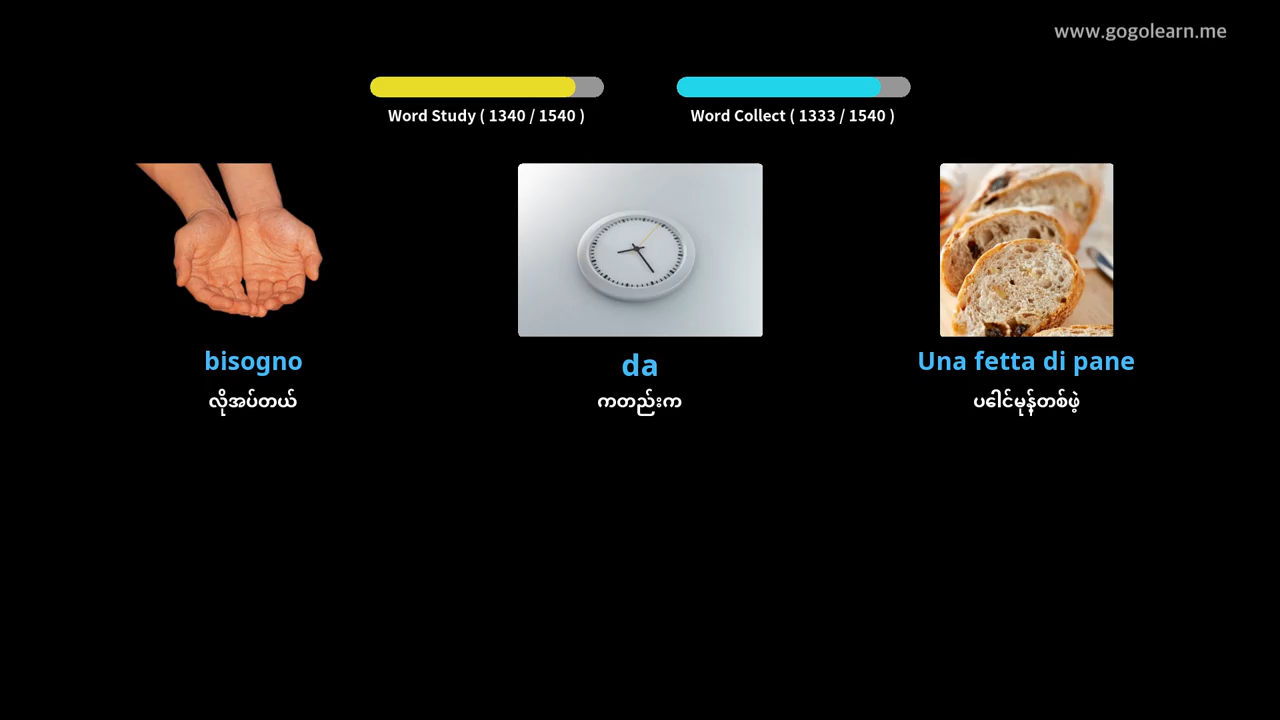 www.gogolearn.me
Word Study ( 1340 / 1540 )
Word Collect ( 1333 / 1540 )
bisogno
da
Una fetta di pane
လိုအပ်တယ်
ကတည်းက
ပေါင်မုန့်တစ်ဖဲ့